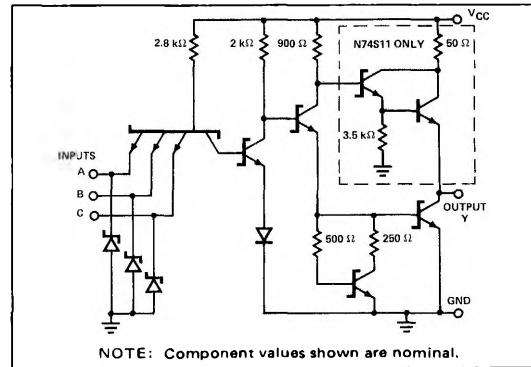 VCC
2.8 kΩ
2 kΩ
900 Ω
N74S11 ONLY
50 Ω
3.5 kΩ
INPUTS
A
B
C
OUTPUT
Y
500 Ω
250 Ω
GND
NOTE: Component values shown are nominal.